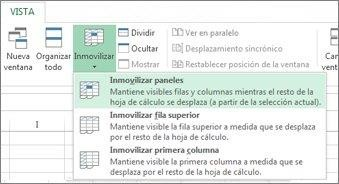 VISTA
Nueva ventana
Organizar todo
Inmovilizar
Dividir
Ocultar
Mostrar
Ver en paralelo
Desplazamiento sincrónico
Restablecer posición de la ventana
Inmovilizar paneles
Mantiene visibles filas y columnas mientras el resto de la
hoja de cálculo se desplaza (a partir de la selección actual).
Inmovilizar fila superior
Mantiene visible la fila superior a medida que se desplaza
por el resto de la hoja de cálculo.
Inmovilizar primera columna
Mantiene visible la primera columna a medida que se desplaza
por el resto de la hoja de cálculo.
I